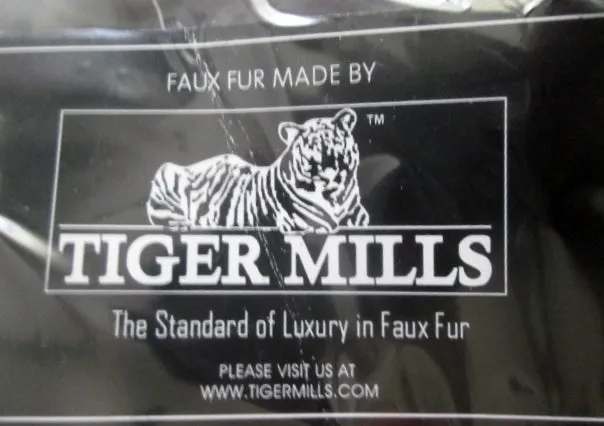 FAUX FUR MADE BY
TM
TIGER MILLS
The Standard of Luxury in Faux Fur
PLEASE VISIT US AT
WWW.TIGERMILLS.COM